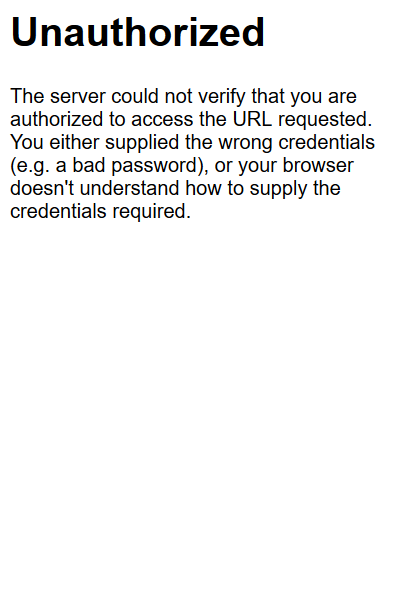 Unauthorized
The server could not verify that you are
authorized to access the URL requested.
You either supplied the wrong credentials
(e.g. a bad password), or your browser
doesn't understand how to supply the
credentials required.